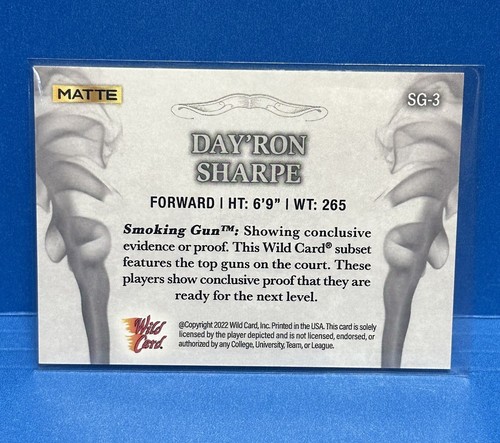 MATTE
SG-3
DAY'RON
SHARPE
FORWARD | HT: 6'9" | WT: 265
Smoking Gun™: Showing conclusive
evidence or proof. This Wild Card® subset
features the top guns on the court. These
players show conclusive proof that they are
ready for the next level.
Wild
Card.
@Copyright 2022 Wild Card, Inc. Printed in the USA. This card is solely
licensed by the player depicted and is not licensed, endorsed, or
authorized by any College, University, Team, or League.